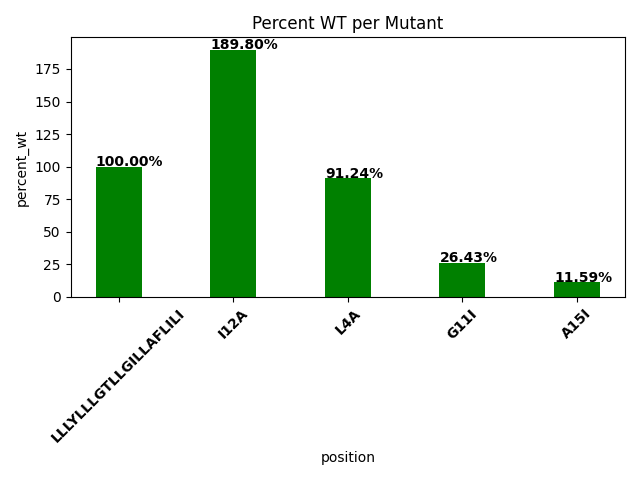 Percent WT per Mutant
percent_wt
175
150
125
100
75
50
25
0
100.00%
189.80%
91.24%
26.43%
11.59%
LLLYLLLGTLLGILLAFLILI
I12A
L4A
G11I
A15I
position